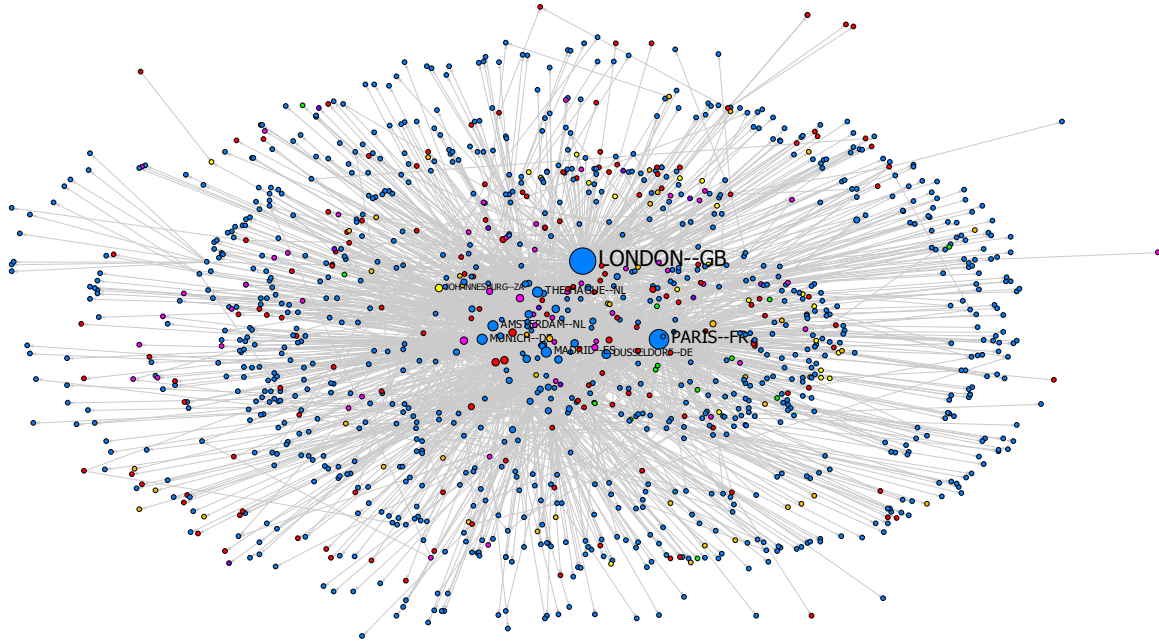 LONDON--GB
JOHANNESBURG--ZA
THE HAGUE--NL
AMSTERDAM--NL
MUNICH--DE
PARIS--FR
MADRID--ES
DUSSELDORF--DE